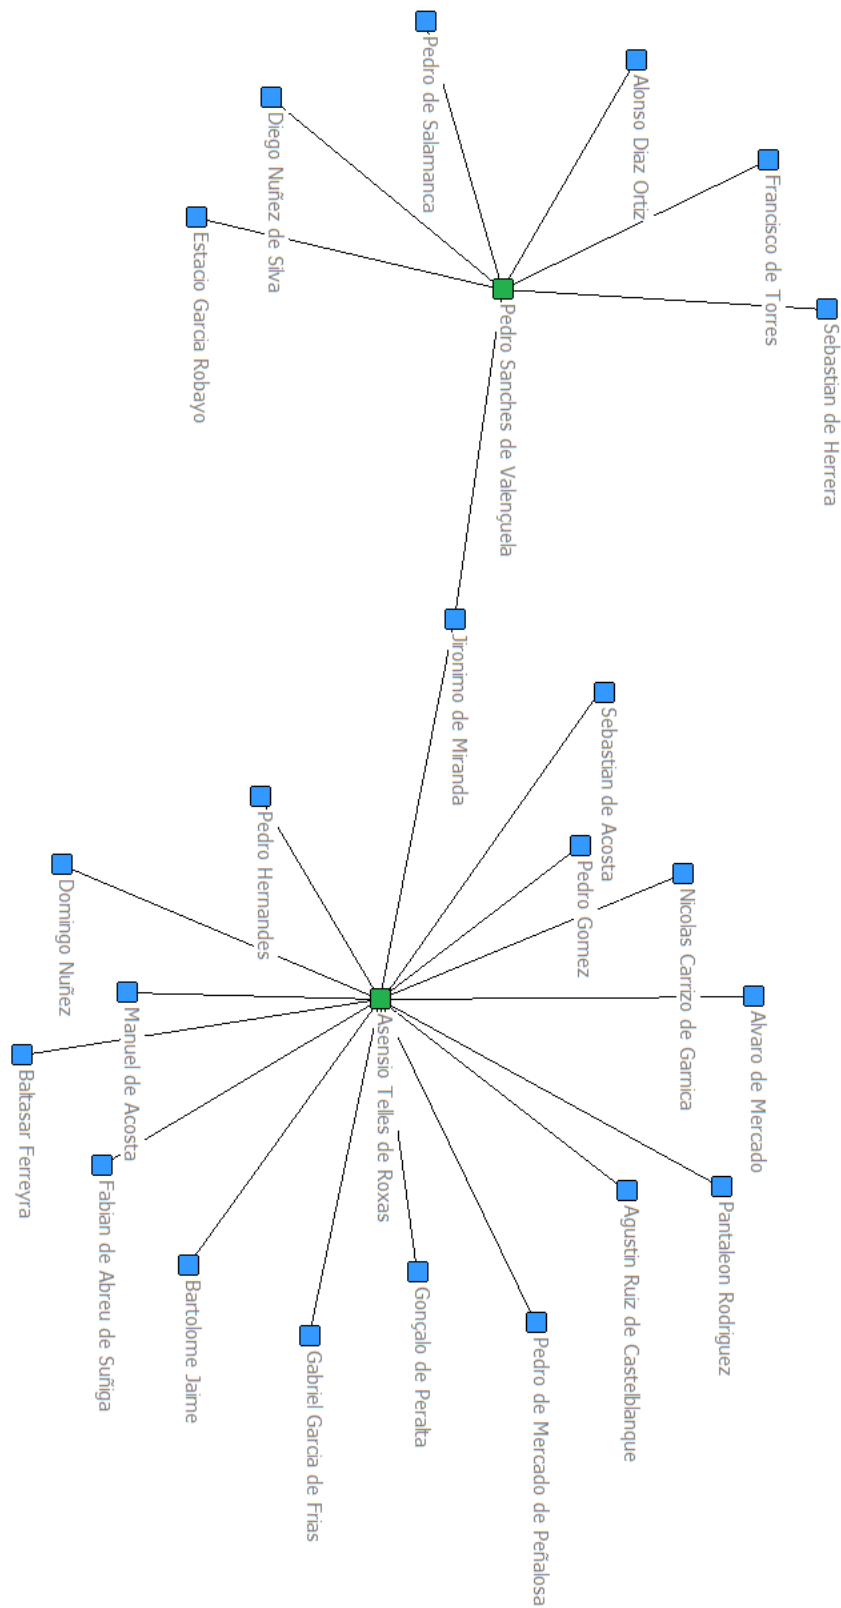 Pedro de Salamanca
Alonso Diaz Ortiz
Diego Nuñez de Silva
Francisco de Torres
Estacio Garcia Robayo
Pedro Sanches de Valençuela
Sebastian de Herrera
Jironimo de Miranda
Sebastian de Acosta
Pedro Hernandes
Pedro Gomez
Domingo Nuñez
Nicolas Carrizo de Garnica
Manuel de Acosta
Alvaro de Mercado
Asensio Telles de Roxas
Baltasar Ferreyra
Fabian de Abreu de Suñiga
Pantaleon Rodriguez
Agustin Ruiz de Castelblanque
Bartolome Jaime
Gonçalo de Peralta
Pedro de Mercado de Peñalosa
Gabriel Garcia de Frias